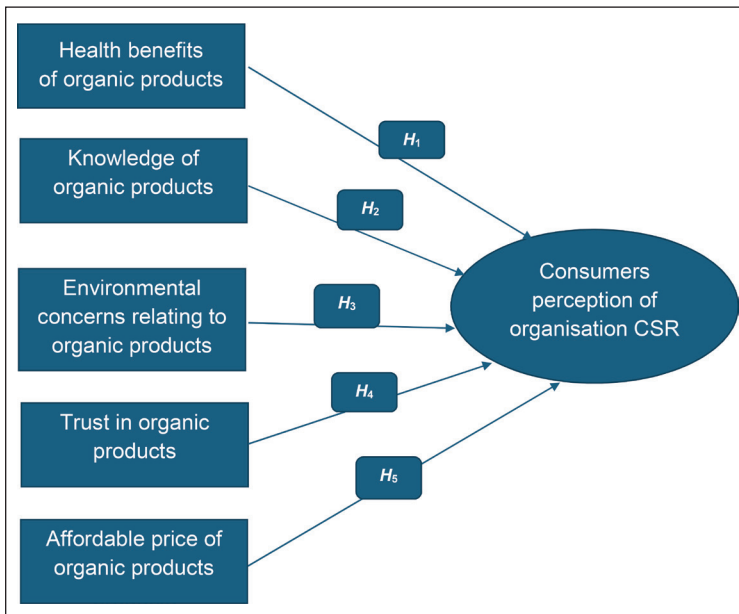 Health benefits
of organic products
H₁
Knowledge of
organic products
H₂
Environmental
concerns relating to
organic products
H₃
Consumers
perception of
organisation CSR
Trust in organic
products
H₄
Affordable price of
organic products
H₅